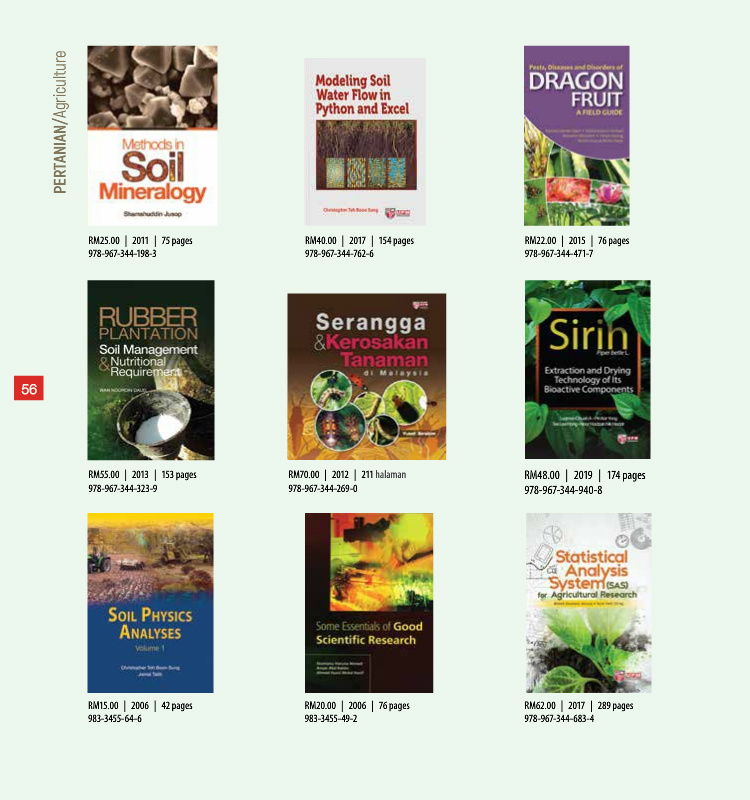 PERTANIAN/Agriculture
Methods in
Soil
Mineralogy
Shamshuddin Jusop
RM25.00 | 2011 | 75 pages
978-967-344-198-3
Modeling Soil
Water Flow in
Python and Excel
Christopher Teh Boon Sung
RM40.00 | 2017 | 154 pages
978-967-344-762-6
Pests, Diseases and Disorders of
DRAGON
FRUIT
A FIELD GUIDE
RM22.00 | 2015 | 76 pages
978-967-344-471-7
RUBBER
PLANTATION
Soil Management
& Nutritional
Requirement
WAN NOORDIN DAUD
RM55.00 | 2013 | 153 pages
978-967-344-323-9
Serangga
& Kerosakan
Tanaman
di Malaysia
Yusof Ibrahim
RM70.00 | 2012 | 211 halaman
978-967-344-269-0
Sirih
Piper betle L.
Extraction and Drying
Technology of Its
Bioactive Components
RM48.00 | 2019 | 174 pages
978-967-344-940-8
56
SOIL PHYSICS
ANALYSES
Volume 1
Christopher Teh Boon Sung
Jamal Talib
RM15.00 | 2006 | 42 pages
983-3455-64-6
Some Essentials of Good
Scientific Research
RM20.00 | 2006 | 76 pages
983-3455-49-2
Statistical
Analysis
System (SAS)
for Agricultural Research
RM62.00 | 2017 | 289 pages
978-967-344-683-4